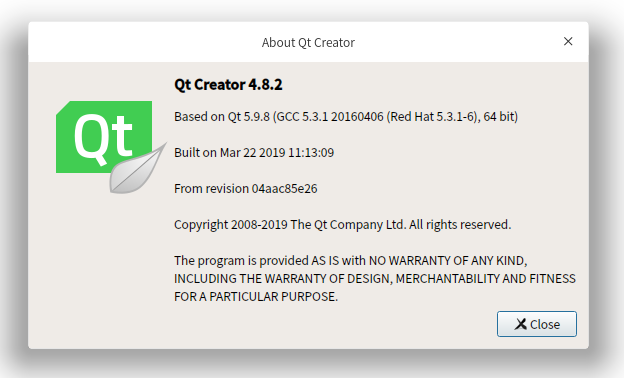 About Qt Creator
Qt
Qt Creator 4.8.2
Based on Qt 5.9.8 (GCC 5.3.1 20160406 (Red Hat 5.3.1-6), 64 bit)
Built on Mar 22 2019 11:13:09
From revision 04aac85e26
Copyright 2008-2019 The Qt Company Ltd. All rights reserved.
The program is provided AS IS with NO WARRANTY OF ANY KIND,
INCLUDING THE WARRANTY OF DESIGN, MERCHANTABILITY AND FITNESS
FOR A PARTICULAR PURPOSE.
Close